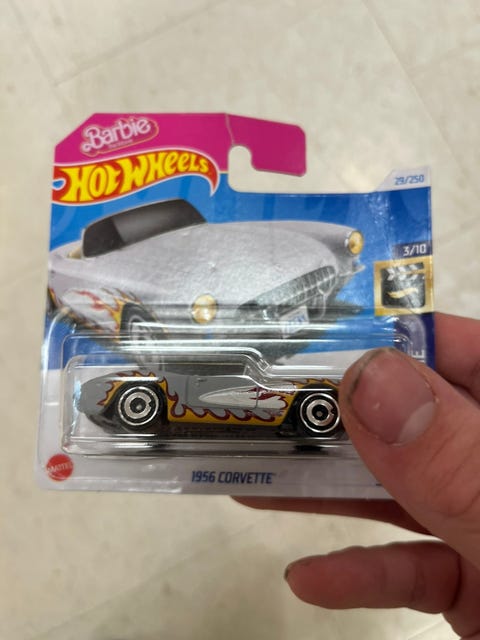 Barbie
HOT WHEELS
29/250
3/10
MATTEL
1956 CORVETTE